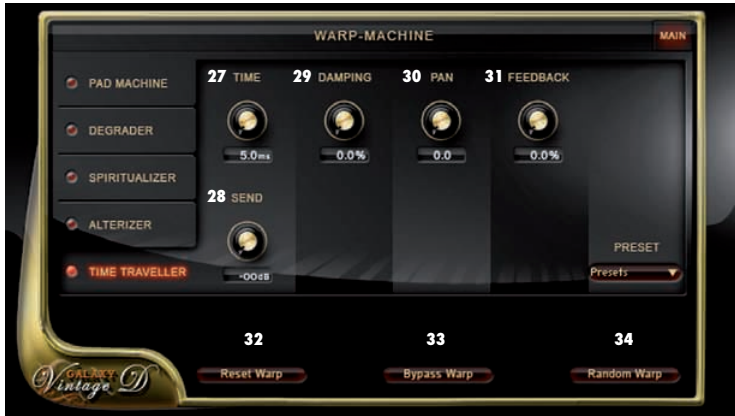 WARP-MACHINE
MAIN
PAD MACHINE
DEGRADER
SPIRITUALIZER
ALTERIZER
TIME TRAVELLER
27 TIME
29 DAMPING
30 PAN
31 FEEDBACK
5.0 ms
0.0%
0.0
0.0%
28 SEND
-OOdB
PRESET
Presets
32
33
34
Reset Warp
Bypass Warp
Random Warp
GALAXY
Vintage D